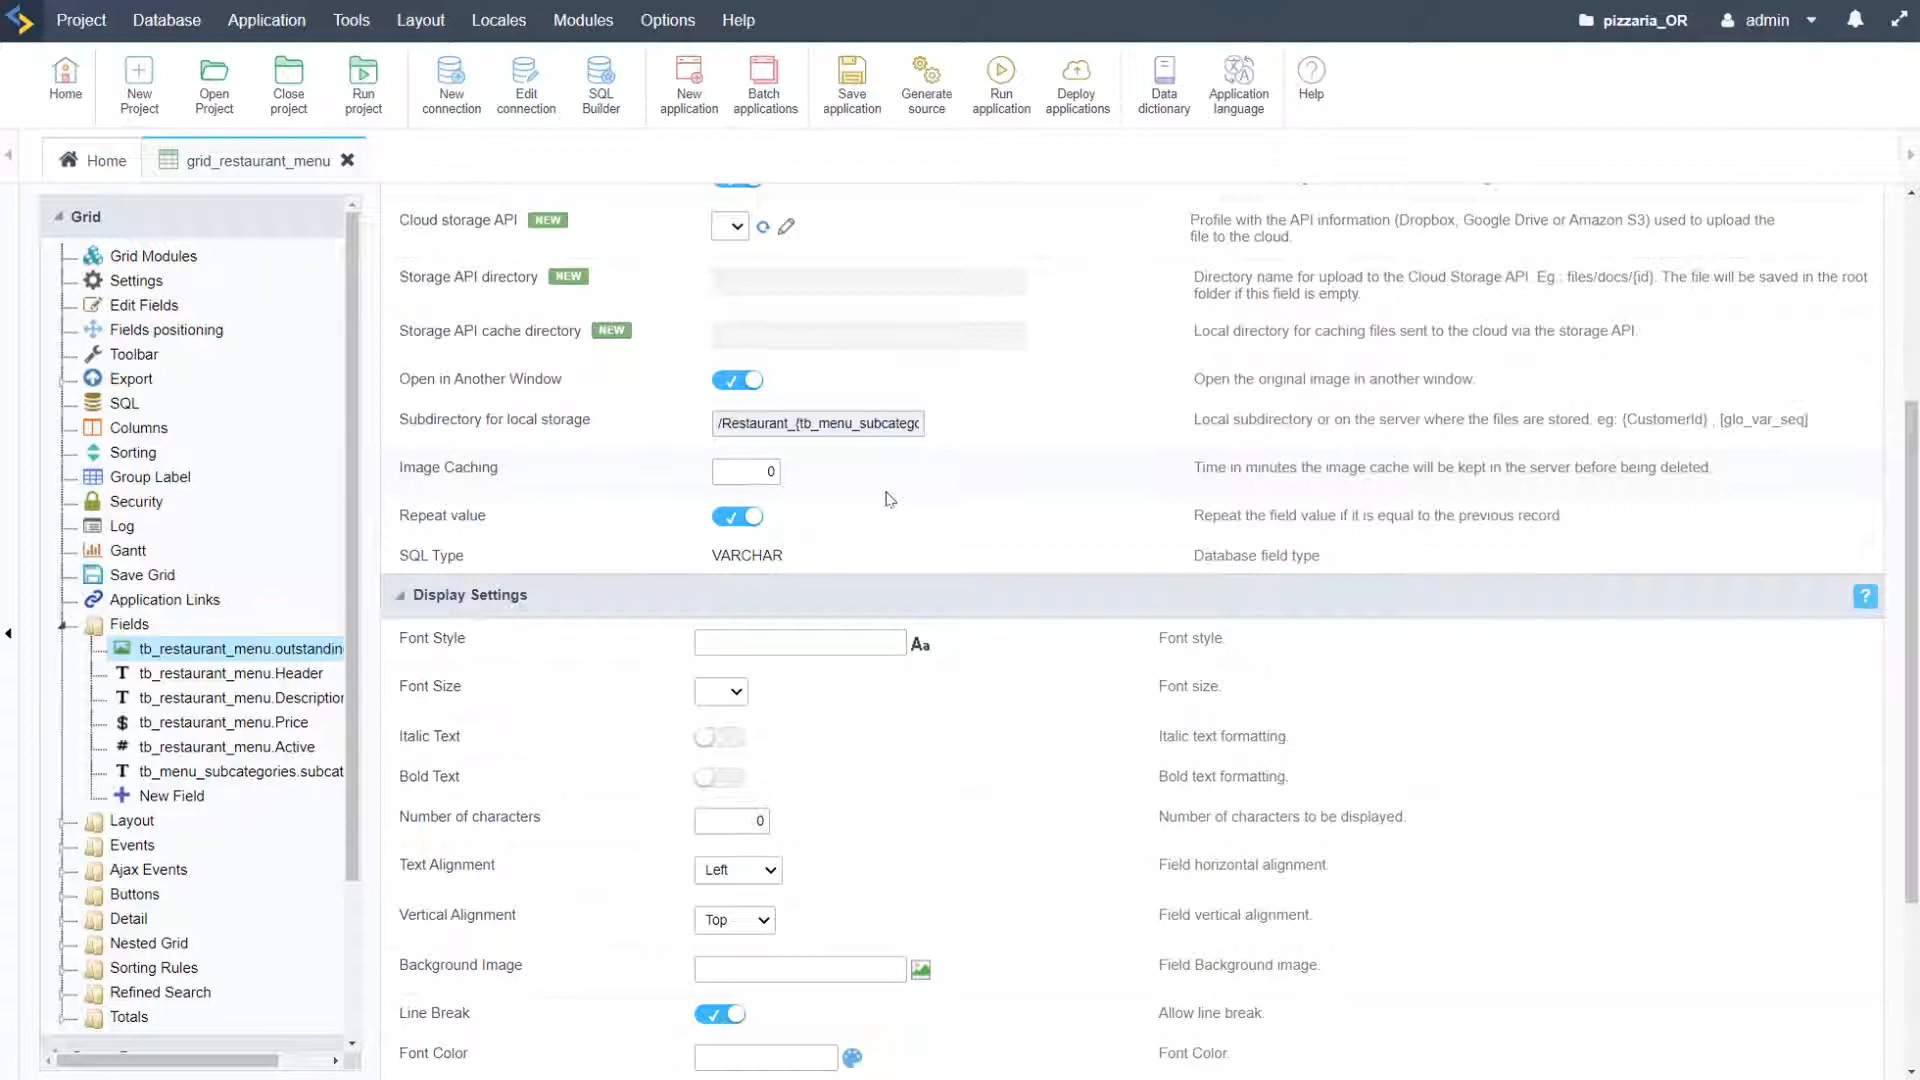 Project Database Application Tools Layout Locales Modules Options Help pizzaria_OR admin
Home
New Project
Open Project
Close project
Run project
New connection
Edit connection
SQL Builder
New application
Batch applications
Save application
Generate source
Run application
Deploy applications
Data dictionary
Application language
Help
Home grid_restaurant_menu
Grid
Grid Modules
Settings
Edit Fields
Fields positioning
Toolbar
Export
SQL
Columns
Sorting
Group Label
Security
Log
Gantt
Save Grid
Application Links
Fields
tb_restaurant_menu.outstandin
tb_restaurant_menu.Header
tb_restaurant_menu.Description
tb_restaurant_menu.Price
tb_restaurant_menu.Active
tb_menu_subcategories.subcat
New Field
Layout
Events
Ajax Events
Buttons
Detail
Nested Grid
Sorting Rules
Refined Search
Totals
Cloud storage API NEW Profile with the API information (Dropbox, Google Drive or Amazon S3) used to upload the
file to the cloud.
Storage API directory NEW Directory name for upload to the Cloud Storage API. Eg.: files/docs/{id}. The file will be saved in the root
folder if this field is empty.
Storage API cache directory NEW Local directory for caching files sent to the cloud via the storage API.
Open in Another Window Open the original image in another window.
Subdirectory for local storage /Restaurant_{tb_menu_subcatego Local subdirectory or on the server where the files are stored. eg: {CustomerId} , [glo_var_seq]
Image Caching 0 Time in minutes the image cache will be kept in the server before being deleted.
Repeat value Repeat the field value if it is equal to the previous record
SQL Type VARCHAR Database field type
Display Settings ?
Font Style Aa Font style.
Font Size Font size.
Italic Text Italic text formatting.
Bold Text Bold text formatting.
Number of characters 0 Number of characters to be displayed.
Text Alignment Left Field horizontal alignment.
Vertical Alignment Top Field vertical alignment.
Background Image Field Background image.
Line Break Allow line break.
Font Color Font Color.